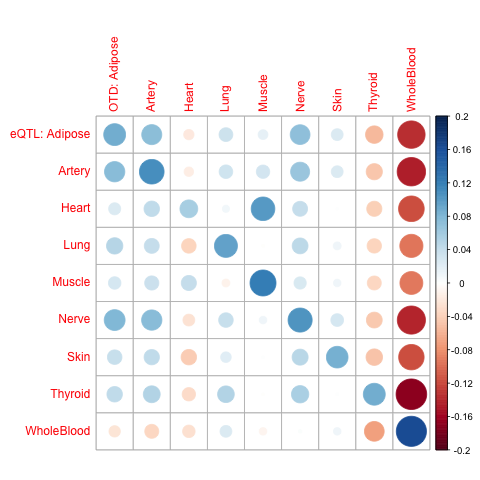 OTD: Adipose
Artery
Heart
Lung
Muscle
Nerve
Skin
Thyroid
WholeBlood
eQTL: Adipose
Artery
Heart
Lung
Muscle
Nerve
Skin
Thyroid
WholeBlood
0.2
0.16
0.12
0.08
0.04
0
-0.04
-0.08
-0.12
-0.16
-0.2